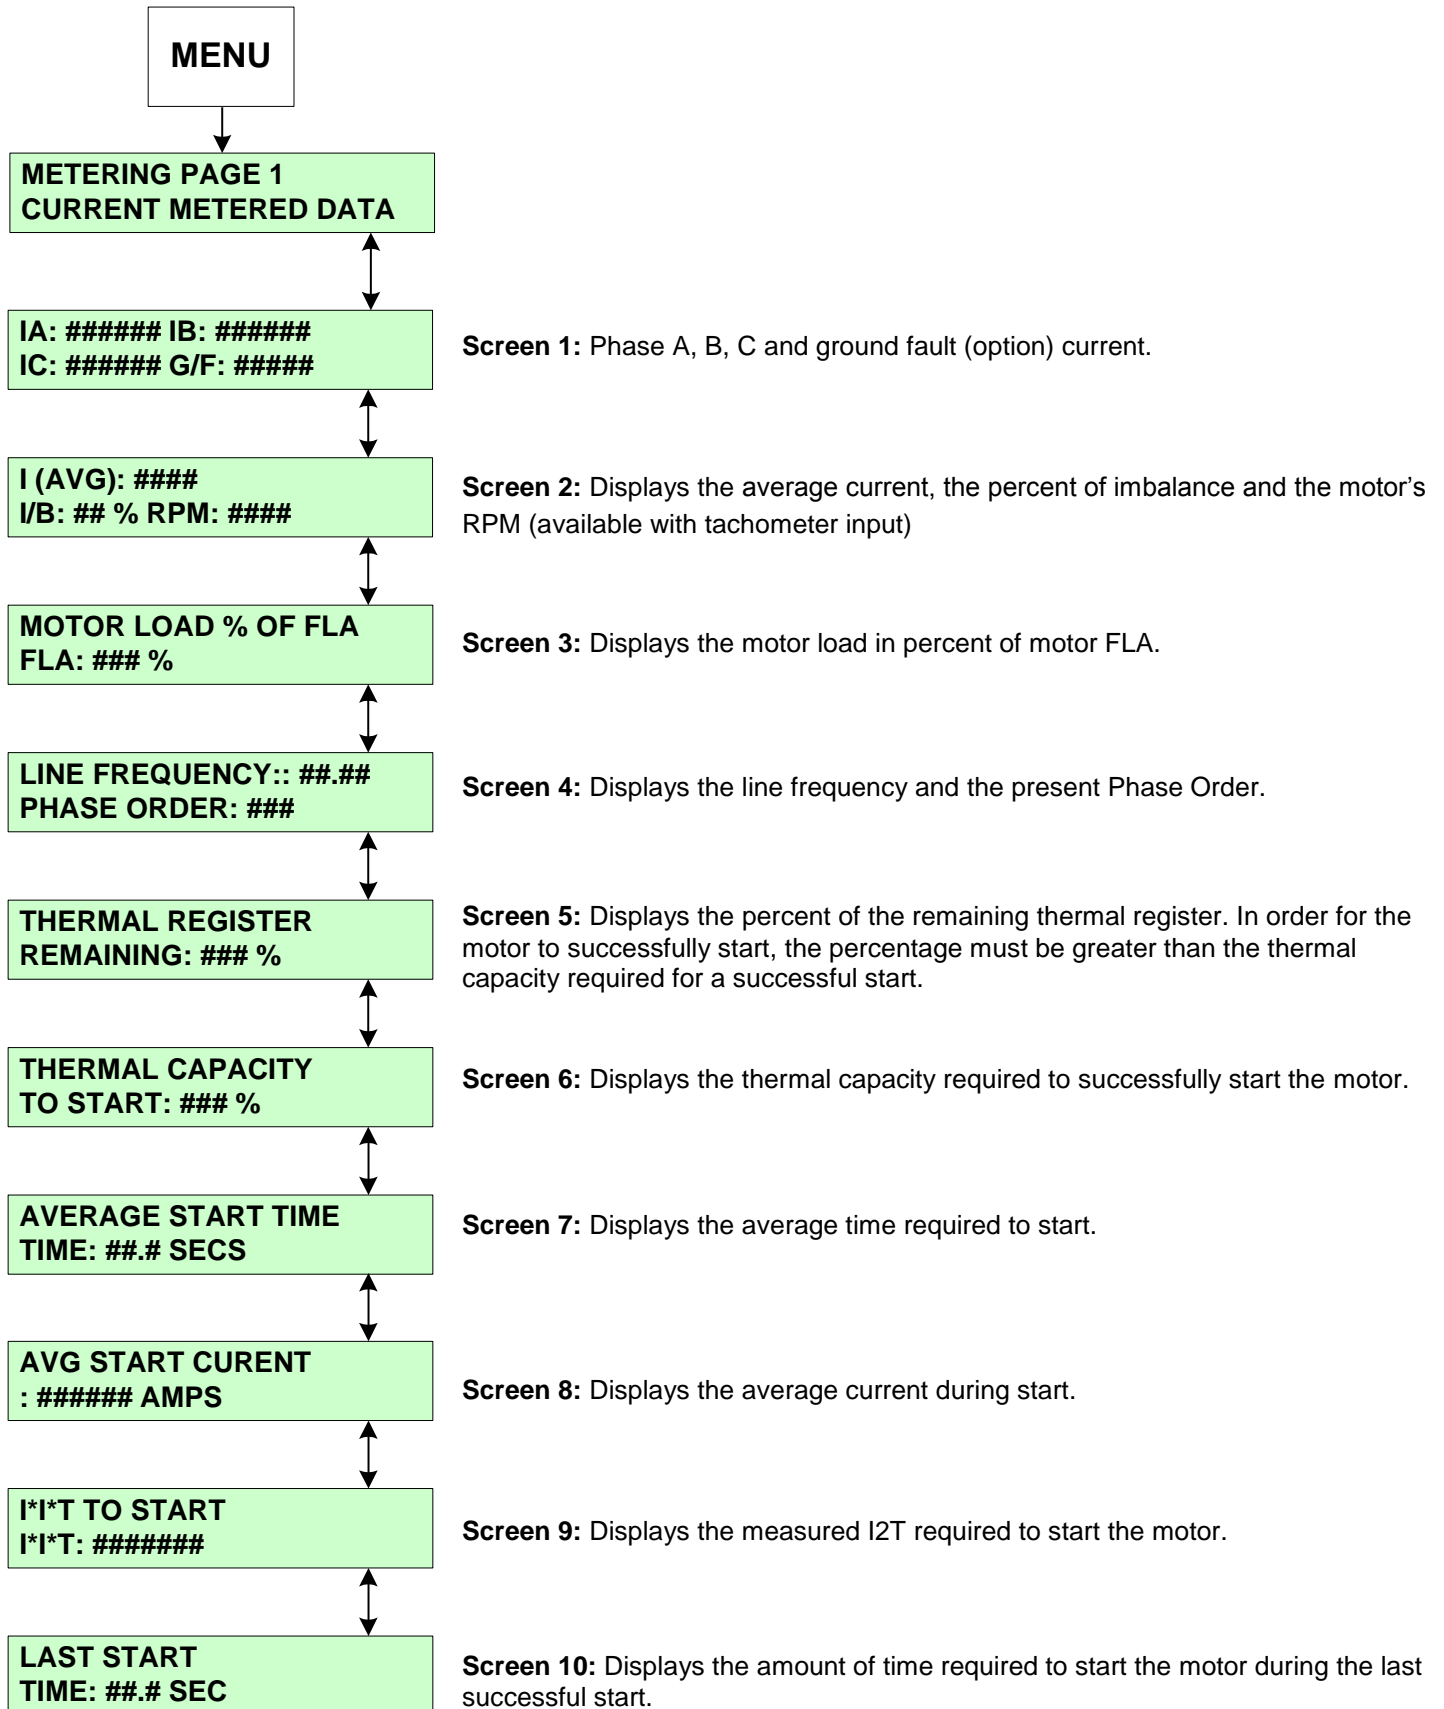 MENU
METERING PAGE 1
CURRENT METERED DATA
IA: ###### IB: ######
IC: ###### G/F: #####
Screen 1: Phase A, B, C and ground fault (option) current.
I (AVG): ####
I/B: ## % RPM: ####
Screen 2: Displays the average current, the percent of imbalance and the motor’s
RPM (available with tachometer input)
MOTOR LOAD % OF FLA
FLA: ### %
Screen 3: Displays the motor load in percent of motor FLA.
LINE FREQUENCY:: ##.##
PHASE ORDER: ###
Screen 4: Displays the line frequency and the present Phase Order.
THERMAL REGISTER
REMAINING: ### %
Screen 5: Displays the percent of the remaining thermal register. In order for the
motor to successfully start, the percentage must be greater than the thermal
capacity required for a successful start.
THERMAL CAPACITY
TO START: ### %
Screen 6: Displays the thermal capacity required to successfully start the motor.
AVERAGE START TIME
TIME: ##.# SECS
Screen 7: Displays the average time required to start.
AVG START CURENT
: ###### AMPS
Screen 8: Displays the average current during start.
I*I*T TO START
I*I*T: #######
Screen 9: Displays the measured I2T required to start the motor.
LAST START
TIME: ##.# SEC
Screen 10: Displays the amount of time required to start the motor during the last
successful start.